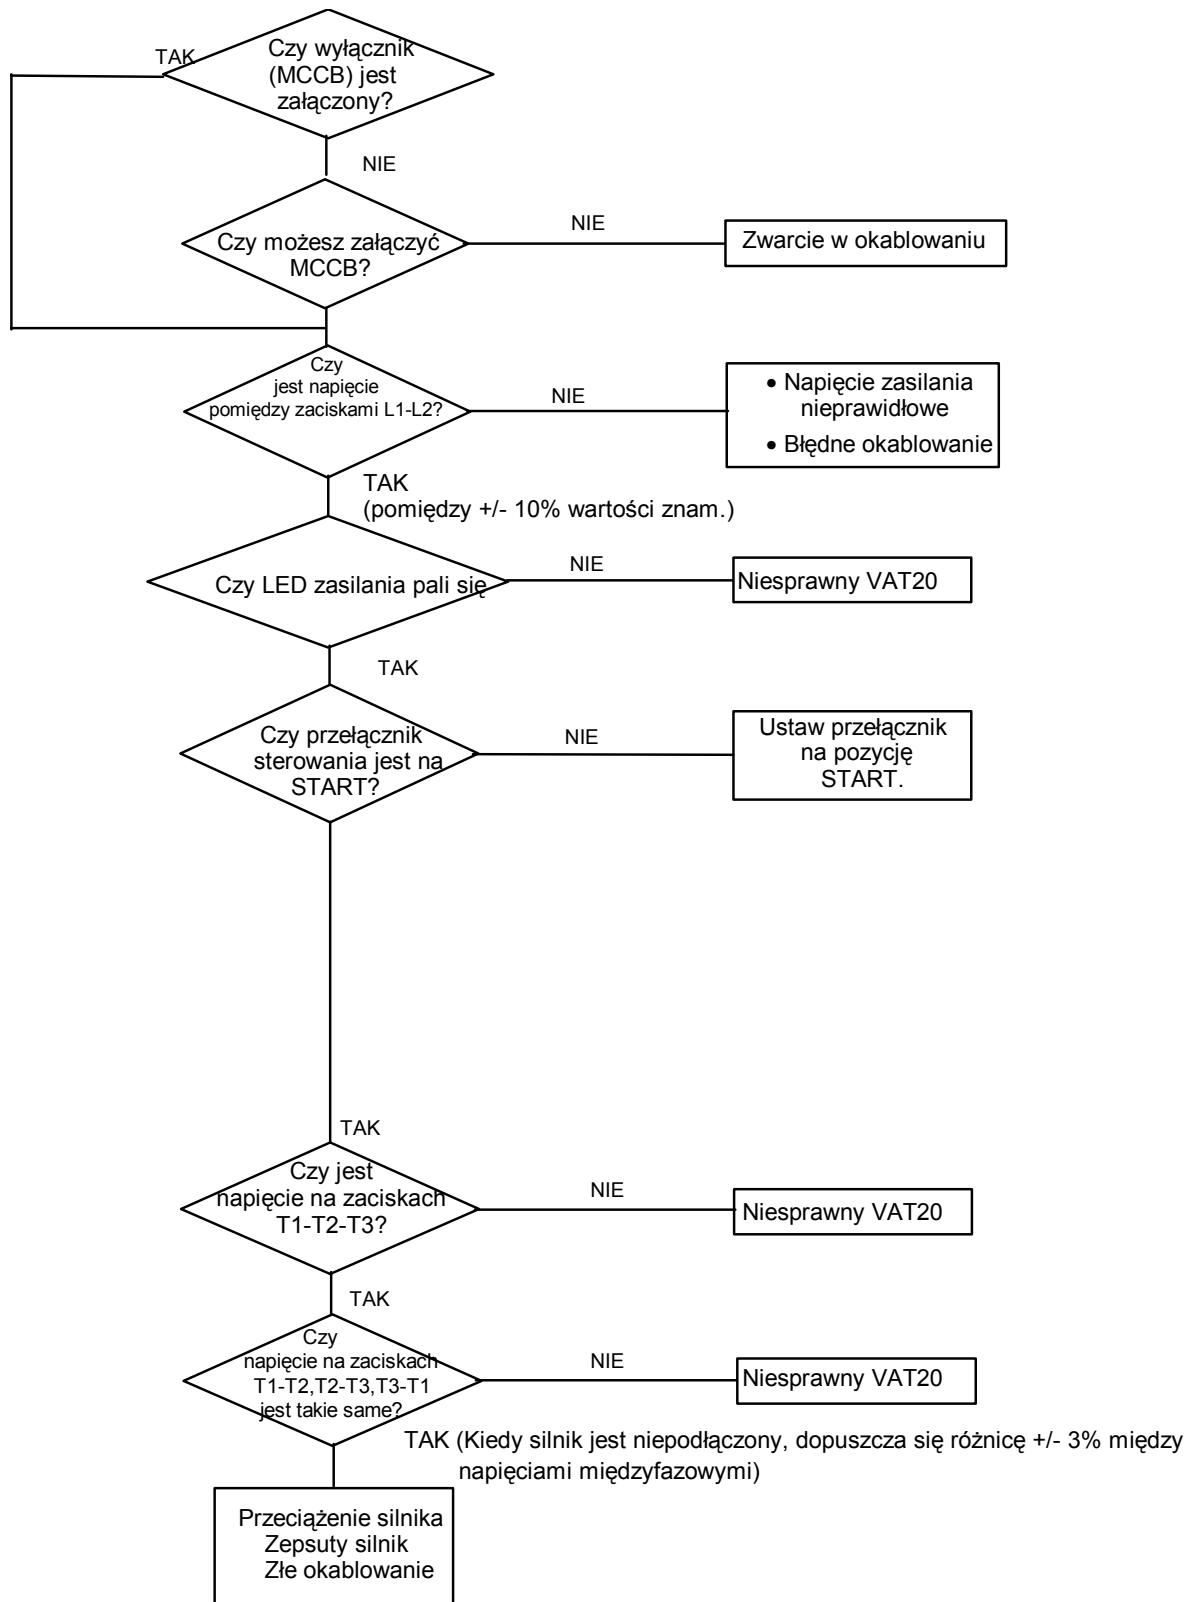 TAK
Czy wyłącznik
(MCCB) jest
załączony?
NIE
Czy możesz załączyć
MCCB?
NIE
Zwarcie w okablowaniu
Czy
jest napięcie
pomiędzy zaciskami L1-L2?
NIE
• Napięcie zasilania
nieprawidłowe
• Błędne okablowanie
TAK
(pomiędzy +/- 10% wartości znam.)
Czy LED zasilania pali się
NIE
Niesprawny VAT20
TAK
Czy przełącznik
sterowania jest na
START?
NIE
Ustaw przełącznik
na pozycję
START.
TAK
Czy jest
napięcie na zaciskach
T1-T2-T3?
NIE
Niesprawny VAT20
TAK
Czy
napięcie na zaciskach
T1-T2,T2-T3,T3-T1
jest takie same?
NIE
Niesprawny VAT20
TAK (Kiedy silnik jest niepodłączony, dopuszcza się różnicę +/- 3% między
napięciami międzyfazowymi)
Przeciążenie silnika
Zepsuty silnik
Złe okablowanie